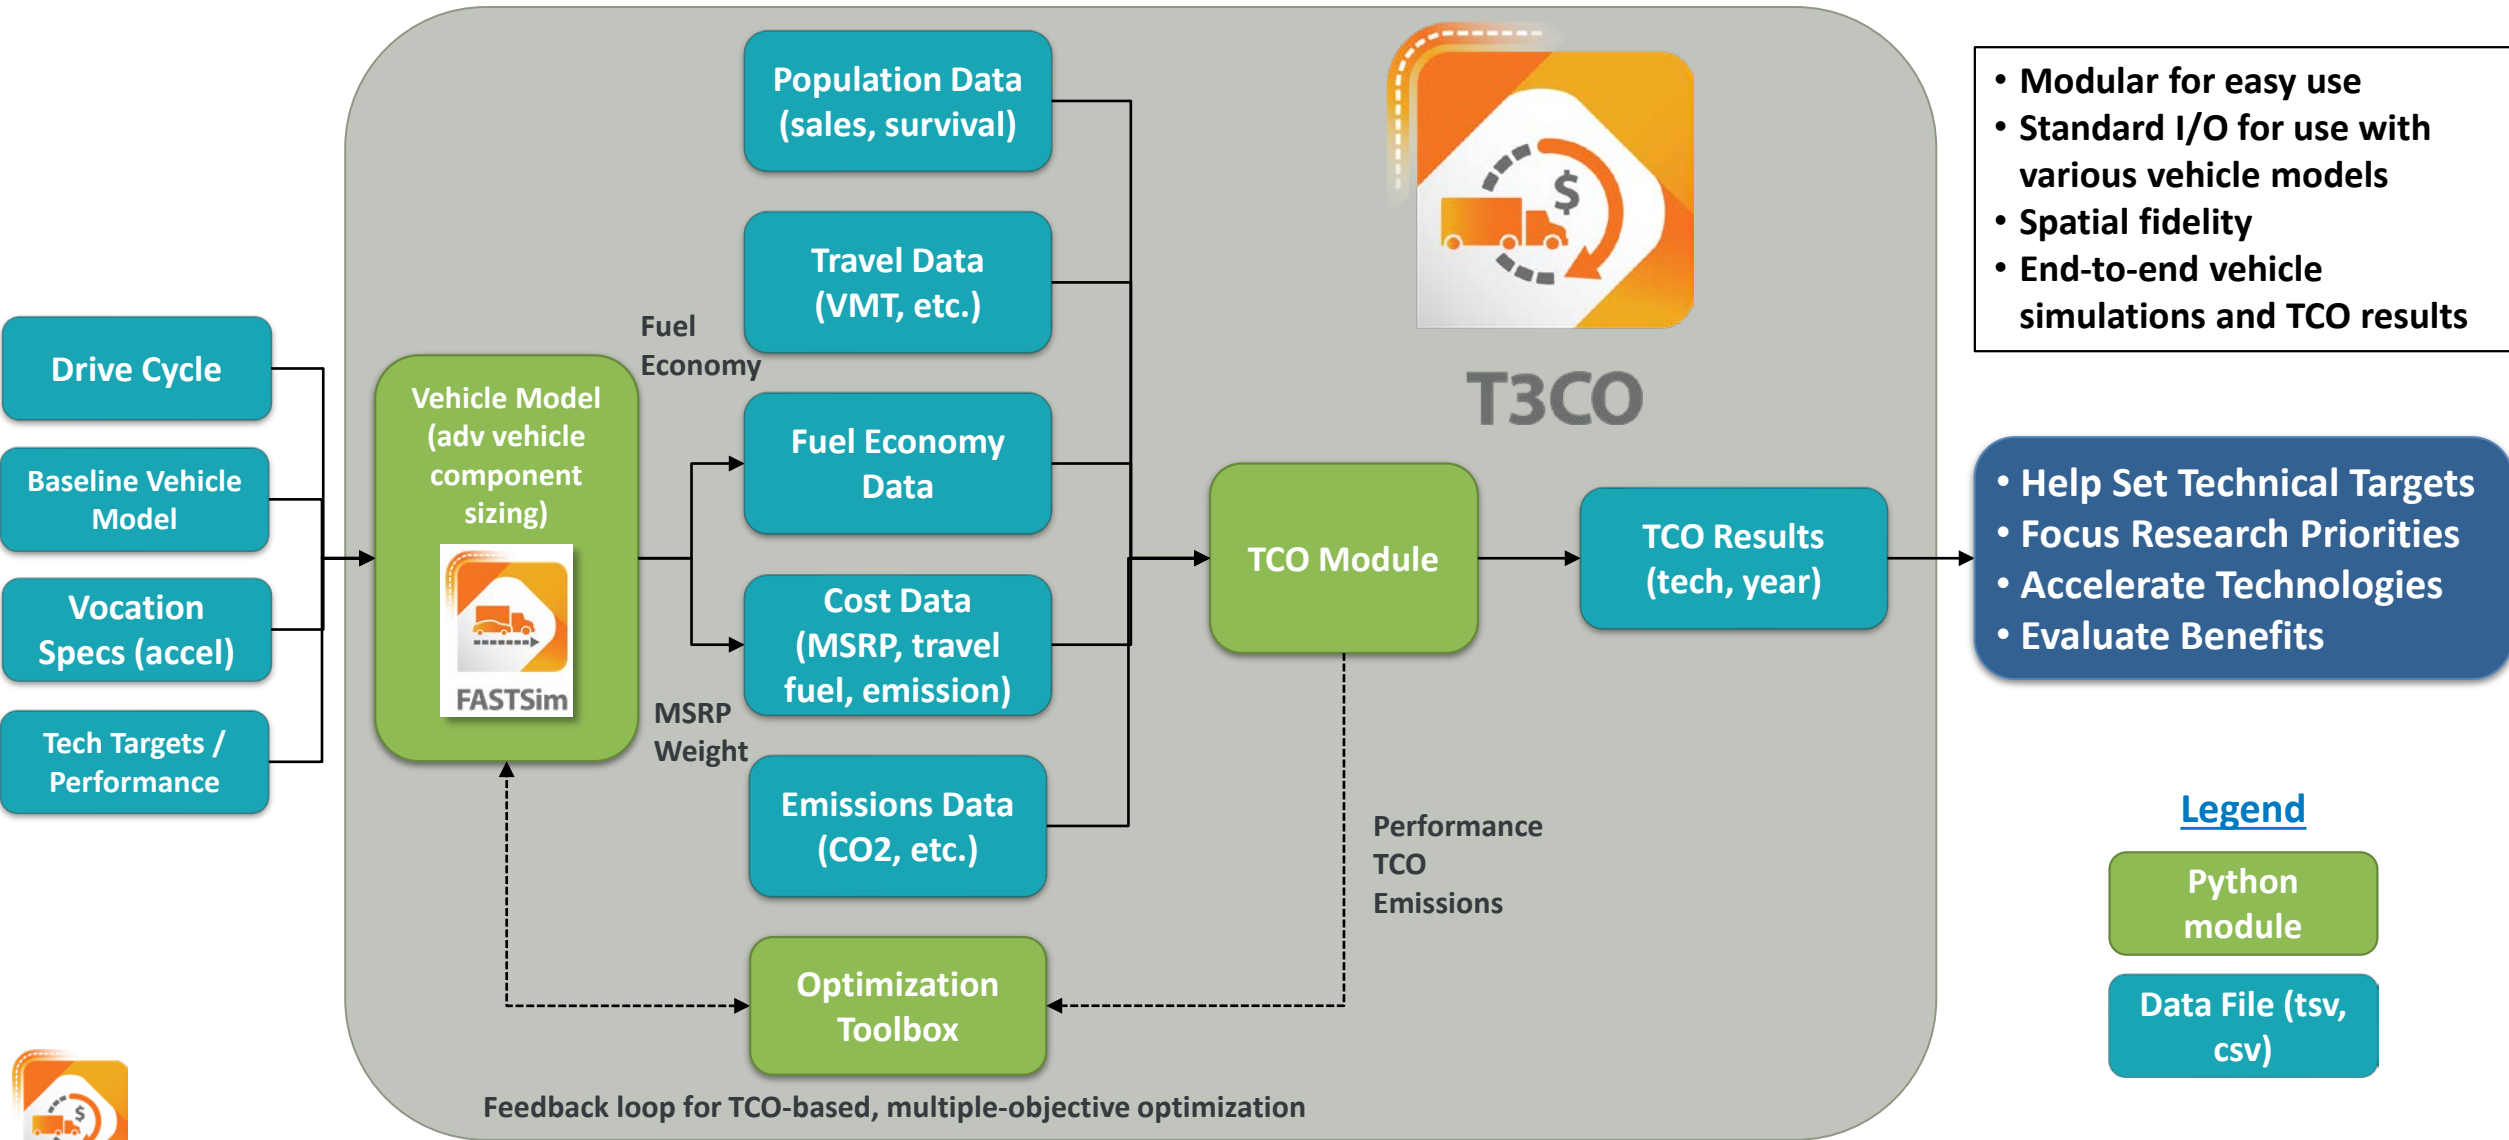 Drive Cycle
Baseline Vehicle
Model
Vocation
Specs (accel)
Tech Targets /
Performance
Vehicle Model
(adv vehicle
component
sizing)
FASTSim
Fuel
Economy
MSRP
Weight
Population Data
(sales, survival)
Travel Data
(VMT, etc.)
Fuel Economy
Data
Cost Data
(MSRP, travel
fuel, emission)
Emissions Data
(CO2, etc.)
Optimization
Toolbox
Feedback loop for TCO-based, multiple-objective optimization
$
T3CO
TCO Module
Performance
TCO
Emissions
TCO Results
(tech, year)
• Modular for easy use
• Standard I/O for use with
various vehicle models
• Spatial fidelity
• End-to-end vehicle
simulations and TCO results
• Help Set Technical Targets
• Focus Research Priorities
• Accelerate Technologies
• Evaluate Benefits
Legend
Python
module
Data File (tsv,
csv)
$